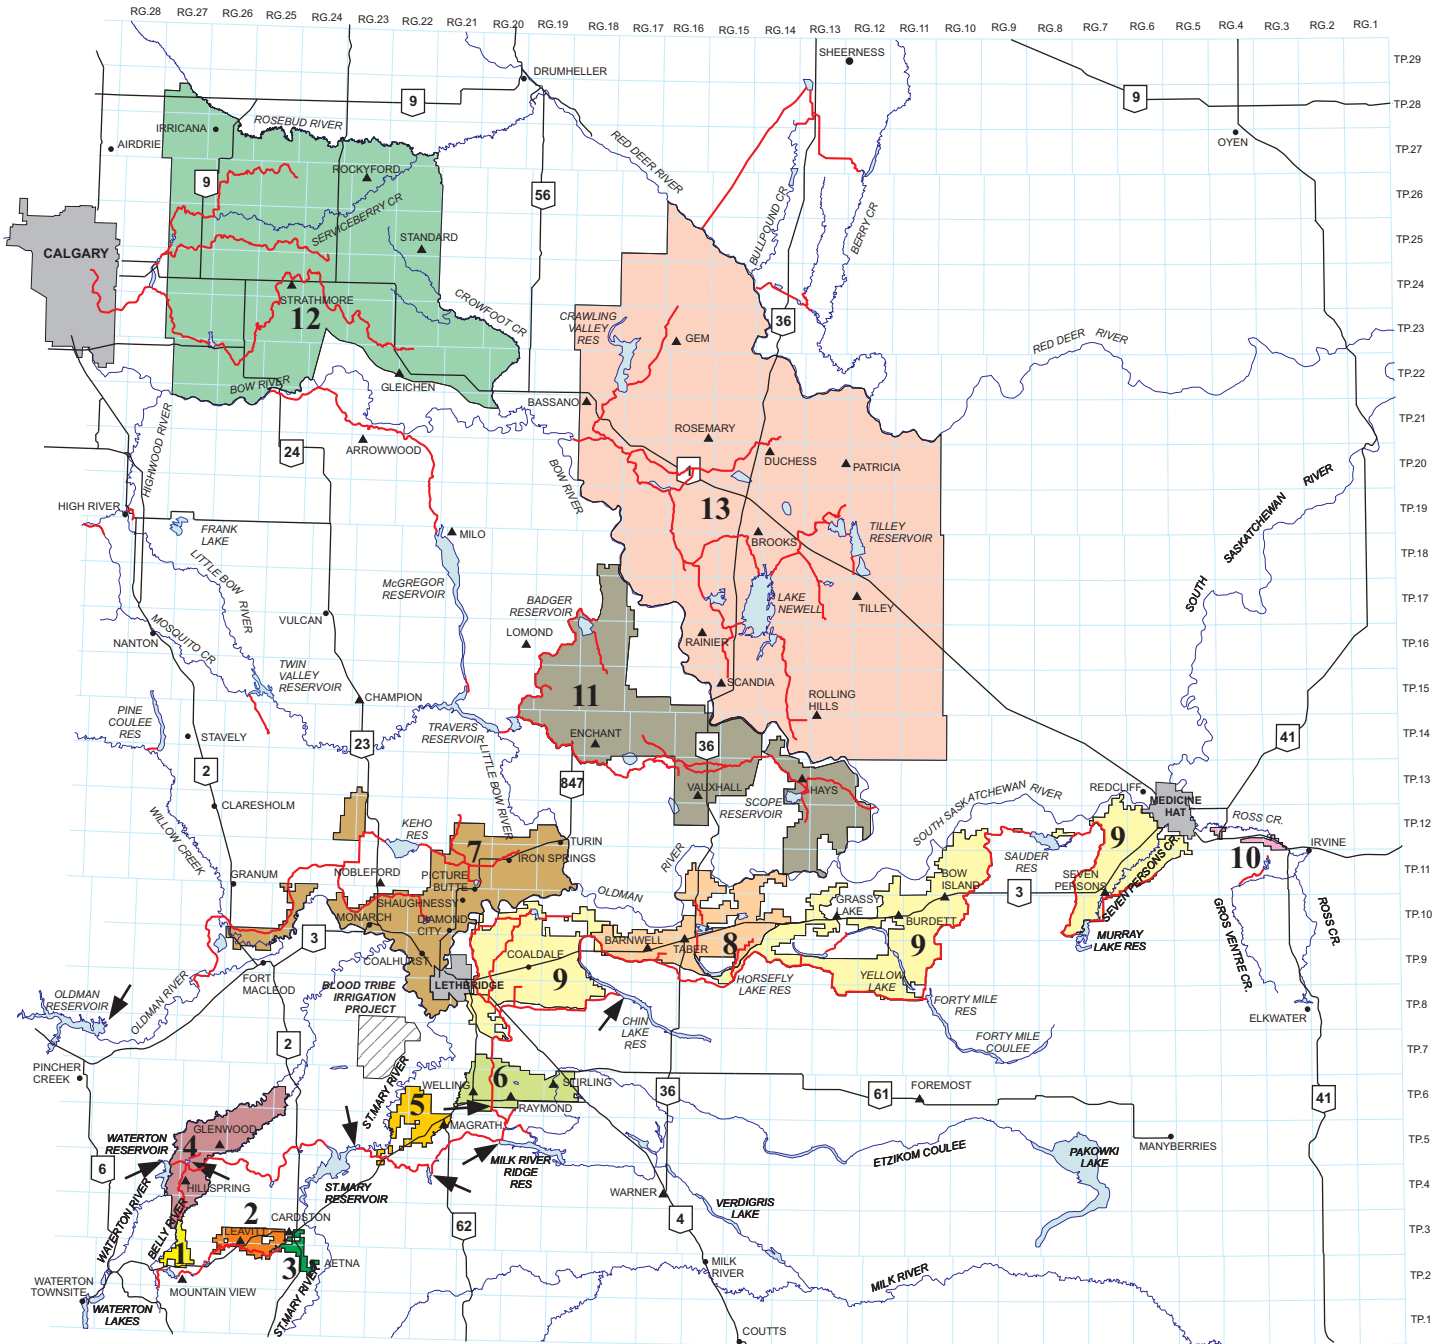 RG.28 RG.27 RG.26 RG.25 RG.24 RG.23 RG.22 RG.21 RG.20 RG.19 RG.18 RG.17 RG.16 RG.15 RG.14 RG.13 RG.12 RG.11 RG.10 RG.9 RG.8 RG.7 RG.6 RG.5 RG.4 RG.3 RG.2 RG.1
TP.29
TP.28
TP.27
TP.26
TP.25
TP.24
TP.23
TP.22
TP.21
TP.20
TP.19
TP.18
TP.17
TP.16
TP.15
TP.14
TP.13
TP.12
TP.11
TP.10
TP.9
TP.8
TP.7
TP.6
TP.5
TP.4
TP.3
TP.2
TP.1
SHEERNESS
DRUMHELLER
9
9
IRRICANA
ROSEBUD RIVER
AIRDRIE
RED DEER RIVER
OYEN
ROCKYFORD
9
56
SERVICEBERRY CR
BULLPOUND CR
BERRY CR
STANDARD
CALGARY
STRATHMORE
12
CROWFOOT CR
CRAWLING
VALLEY
RES
GEM
36
RED DEER RIVER
BOW RIVER
GLEICHEN
BASSANO
HIGHWOOD RIVER
24
ARROWWOOD
ROSEMARY
DUCHESS
PATRICIA
1
BOW RIVER
13
HIGH RIVER
FRANK
LAKE
MILO
BROOKS
TILLEY
RESERVOIR
SOUTH SASKATCHEWAN RIVER
LITTLE BOW RIVER
McGREGOR
RESERVOIR
BADGER
RESERVOIR
LAKE
NEWELL
TILLEY
VULCAN
LOMOND
RAINIER
NANTON
MOSQUITO CR
TWIN
VALLEY
RESERVOIR
SCANDIA
11
ROLLING
HILLS
CHAMPION
PINE
COULEE
RES
STAVELY
TRAVERS
RESERVOIR
ENCHANT
23
36
41
2
LITTLE BOW RIVER
847
VAUXHALL
HAYS
SCOPE
RESERVOIR
SOUTH SASKATCHEWAN RIVER
REDCLIFF
MEDICINE
HAT
CLARESHOLM
WILLOW CREEK
KEHO
RES
TURIN
7
IRON SPRINGS
RIVER
ROSS CR.
IRVINE
9
10
SAUDER
RES
GRANUM
NOBLEFORD
PICTURE
BUTTE
OLDMAN
BOW
ISLAND
3
SEVEN
PERSONS
SEVEN PERSONS CR.
SHAUGHNESSY
MONARCH
DIAMOND
CITY
GRASSY
LAKE
BURDETT
GROS VENTRE CR.
ROSS CR.
3
COALHURST
BARNWELL
TABER
8
9
MURRAY
LAKE RES
COALDALE
9
FORT
MACLEOD
OLDMAN RIVER
OLDMAN
RESERVOIR
BLOOD TRIBE
IRRIGATION
PROJECT
LETHBRIDGE
HORSEFLY
LAKE RES
YELLOW
LAKE
FORTY MILE
RES
ELKWATER
CHIN
LAKE
RES
FORTY MILE
COULEE
2
PINCHER
CREEK
ST.MARY RIVER
WELLING
6
STIRLING
RAYMOND
36
61
FOREMOST
41
5
MAGRATH
GLENWOOD
WATERTON
RESERVOIR
4
MANYBERRIES
ETZIKOM COULEE
PAKOWKI
LAKE
6
MILK RIVER
RIDGE
RES
ST.MARY
RESERVOIR
HILLSPRING
WARNER
VERDIGRIS
LAKE
WATERTON RIVER
BELLY RIVER
2
CARDSTON
LEAVITT
62
4
1
3
AETNA
MILK
RIVER
MILK RIVER
WATERTON
TOWNSITE
MOUNTAIN VIEW
WATERTON
LAKES
ST.MARY RIVER
COUTTS